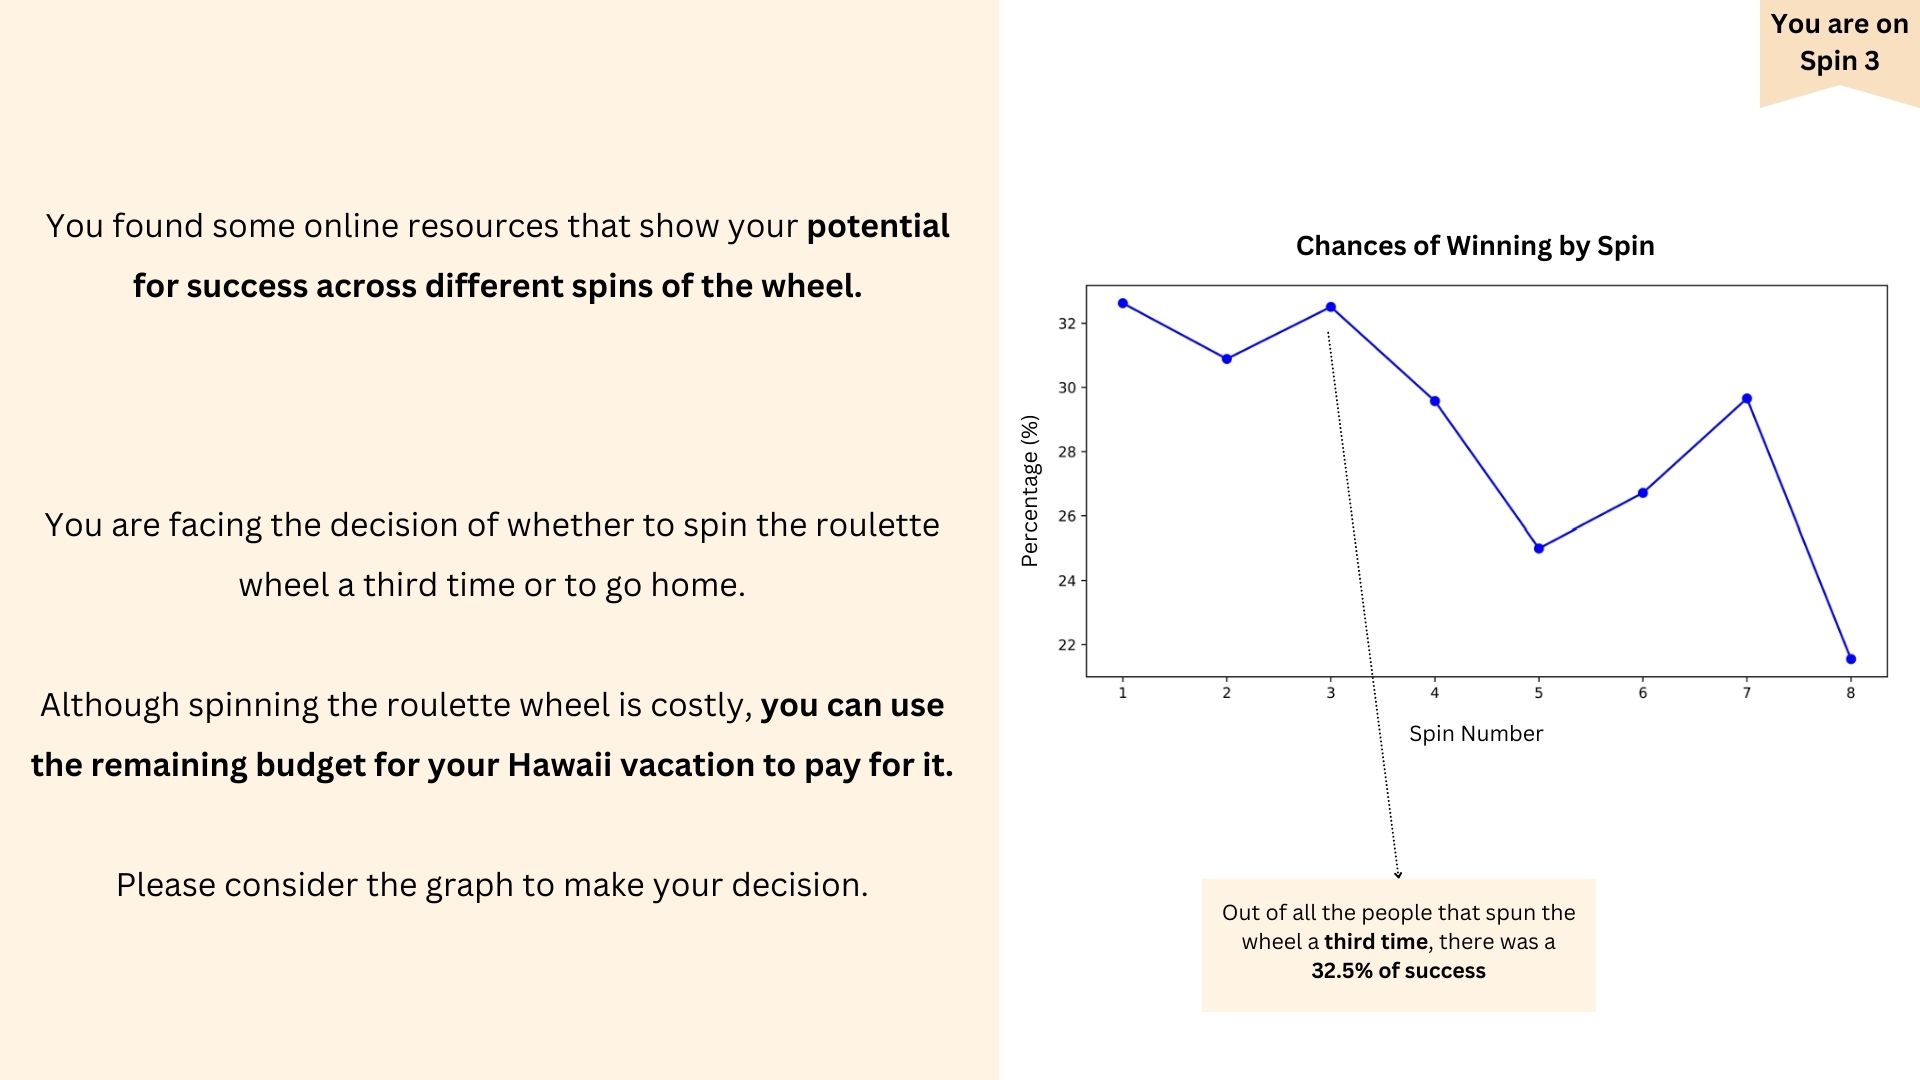 You are on
Spin 3
You found some online resources that show your potential
for success across different spins of the wheel.
You are facing the decision of whether to spin the roulette
wheel a third time or to go home.
Although spinning the roulette wheel is costly, you can use
the remaining budget for your Hawaii vacation to pay for it.
Please consider the graph to make your decision.
Chances of Winning by Spin
Percentage (%)
32
30
28
26
24
22
1 2 3 4 5 6 7 8
Spin Number
Out of all the people that spun the
wheel a third time, there was a
32.5% of success